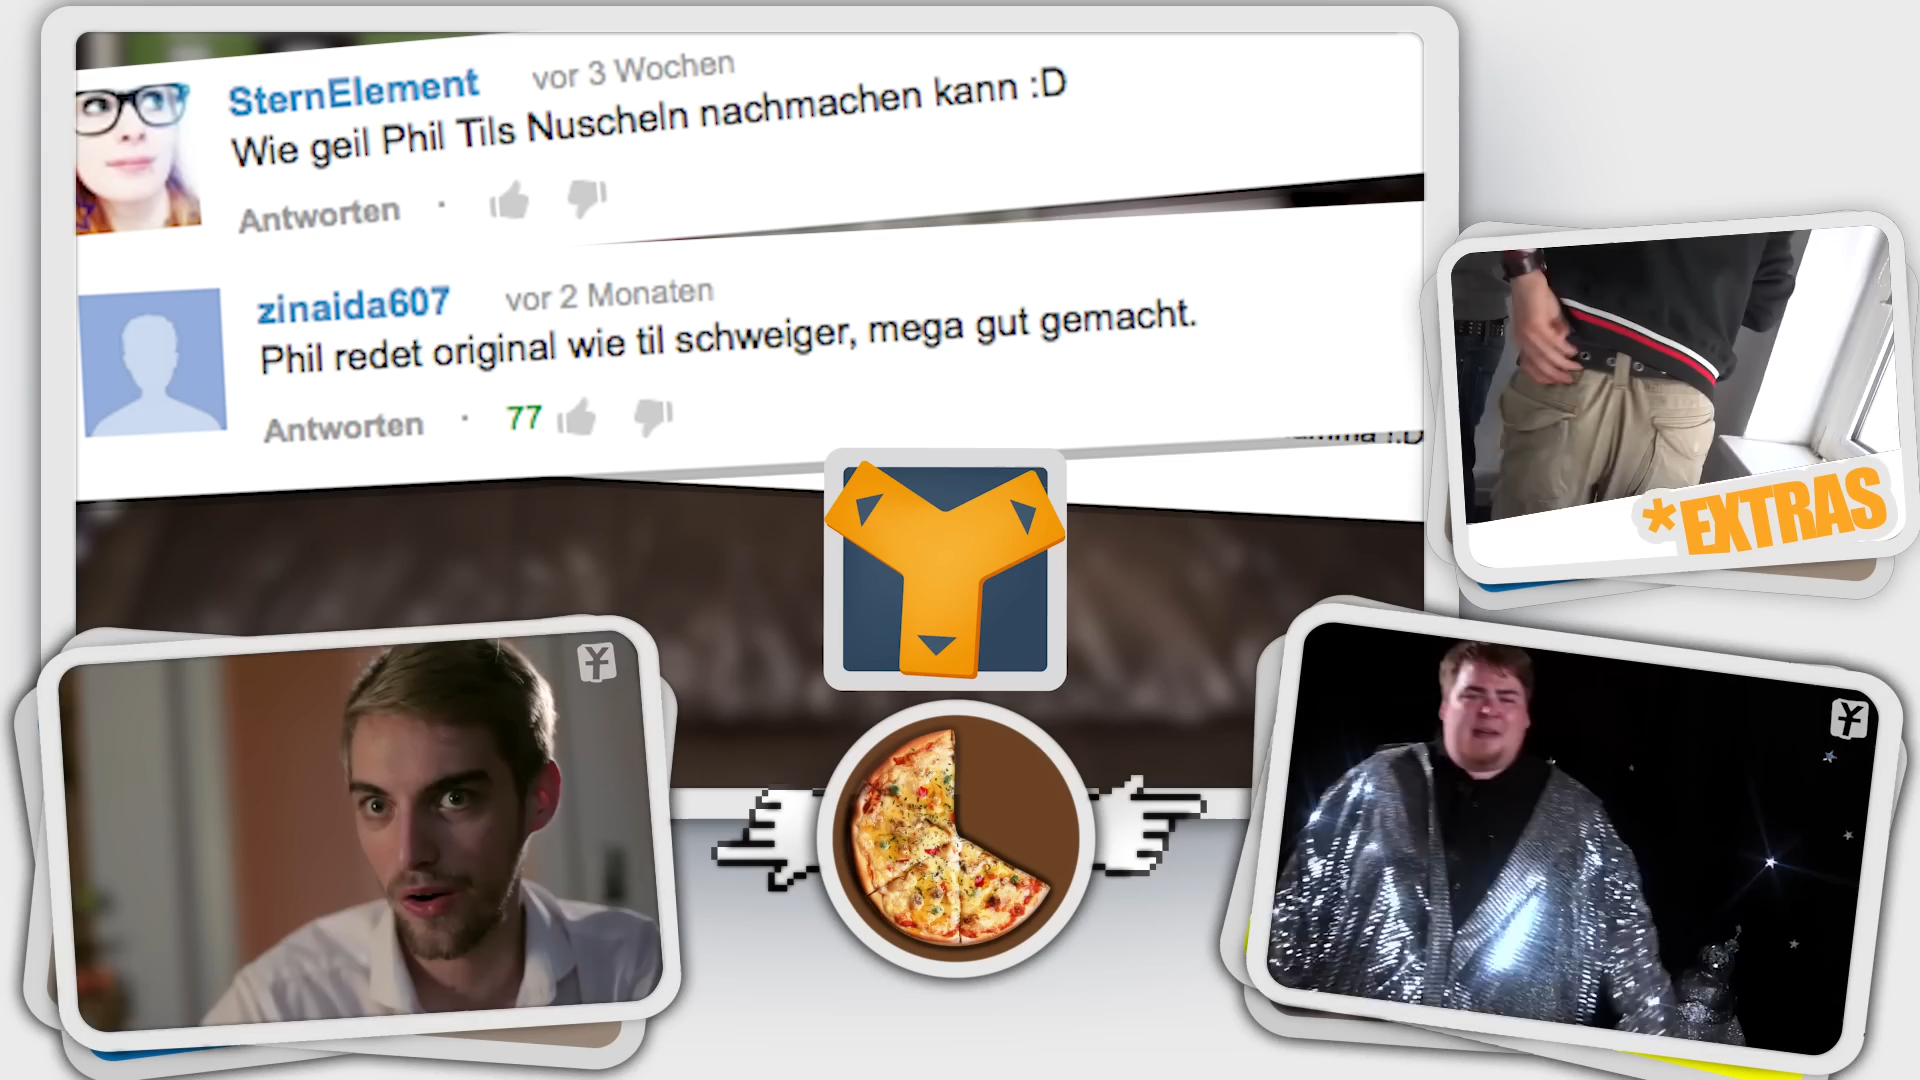 SternElement vor 3 Wochen
Wie geil Phil Tils Nuscheln nachmachen kann :D
Antworten ·
zinaida607 vor 2 Monaten
Phil redet original wie til schweiger, mega gut gemacht.
Antworten · 77
*EXTRAS